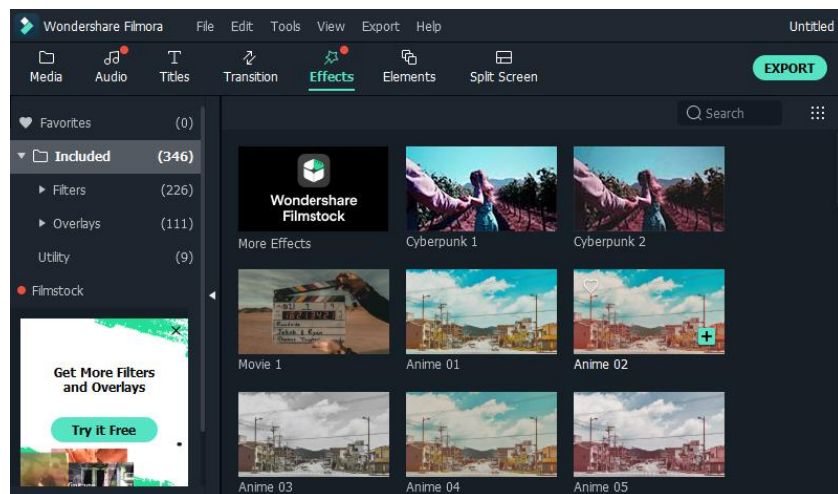 Wondershare Filmora File Edit Tools View Export Help Untitled
Media Audio Titles Transition Effects Elements Split Screen
EXPORT
Favorites (0)
Included (346)
Filters (226)
Overlays (111)
Utility (9)
Filmstock
Get More Filters
and Overlays
Try it Free
Search
Wondershare
Filmstock
More Effects
Cyberpunk 1
Cyberpunk 2
Movie 1
Anime 01
Anime 02
Anime 03
Anime 04
Anime 05